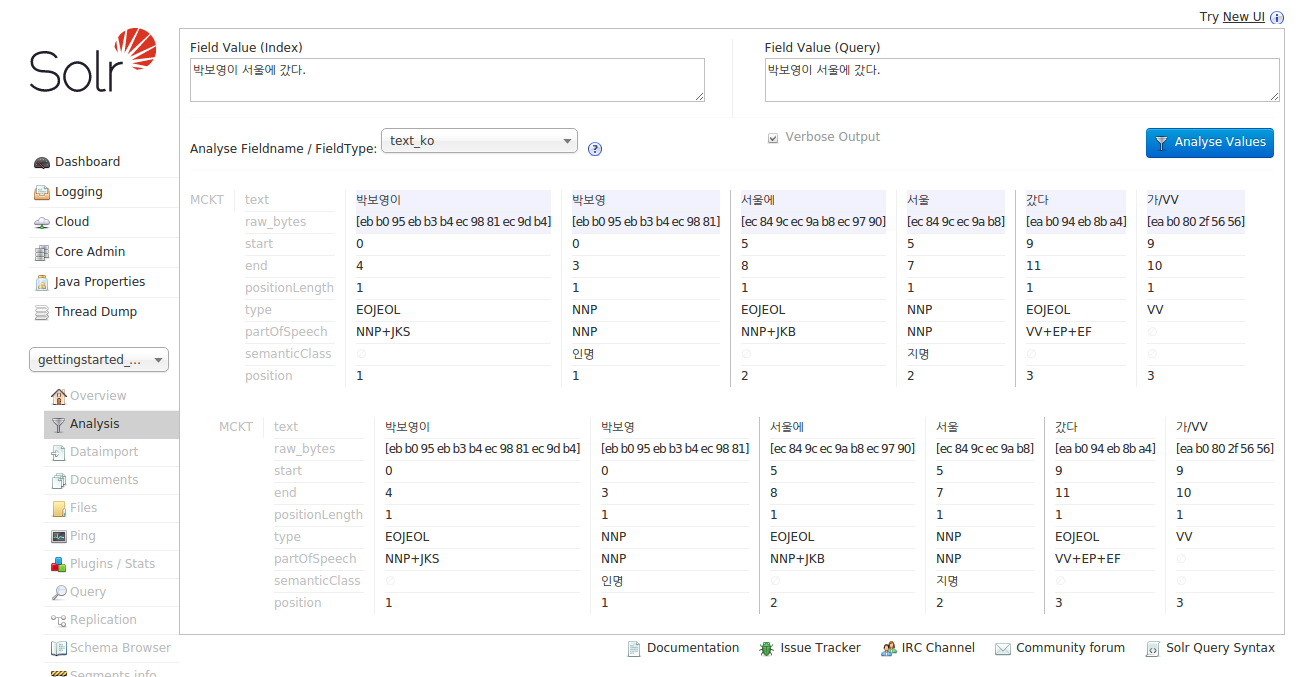 Try New UI
Solr
Field Value (Index)
Field Value (Query)
박보영이 서울에 갔다.
박보영이 서울에 갔다.
Analyse Fieldname / FieldType: text_ko
Verbose Output
Analyse Values
Dashboard
Logging
Cloud
Core Admin
Java Properties
Thread Dump
gettingstarted_...
Overview
Analysis
Dataimport
Documents
Files
Ping
Plugins / Stats
Query
Replication
Schema Browser
Segments info
MCKT text 박보영이 박보영 서울에 서울 갔다 가/VV
raw_bytes [eb b0 95 eb b3 b4 ec 98 81 ec 9d b4] [eb b0 95 eb b3 b4 ec 98 81] [ec 84 9c ec 9a b8 ec 97 90] [ec 84 9c ec 9a b8] [ea b0 94 eb 8b a4] [ea b0 80 2f 56 56]
start 0 0 5 5 9 9
end 4 3 8 7 11 10
positionLength 1 1 1 1 1 1
type EOJEOL NNP EOJEOL NNP EOJEOL VV
partOfSpeech NNP+JKS NNP NNP+JKB NNP VV+EP+EF ∅
semanticClass ∅ 인명 ∅ 지명 ∅ ∅
position 1 1 2 2 3 3
MCKT text 박보영이 박보영 서울에 서울 갔다 가/VV
raw_bytes [eb b0 95 eb b3 b4 ec 98 81 ec 9d b4] [eb b0 95 eb b3 b4 ec 98 81] [ec 84 9c ec 9a b8 ec 97 90] [ec 84 9c ec 9a b8] [ea b0 94 eb 8b a4] [ea b0 80 2f 56 56]
start 0 0 5 5 9 9
end 4 3 8 7 11 10
positionLength 1 1 1 1 1 1
type EOJEOL NNP EOJEOL NNP EOJEOL VV
partOfSpeech NNP+JKS NNP NNP+JKB NNP VV+EP+EF ∅
semanticClass ∅ 인명 ∅ 지명 ∅ ∅
position 1 1 2 2 3 3
Documentation
Issue Tracker
IRC Channel
Community forum
Solr Query Syntax